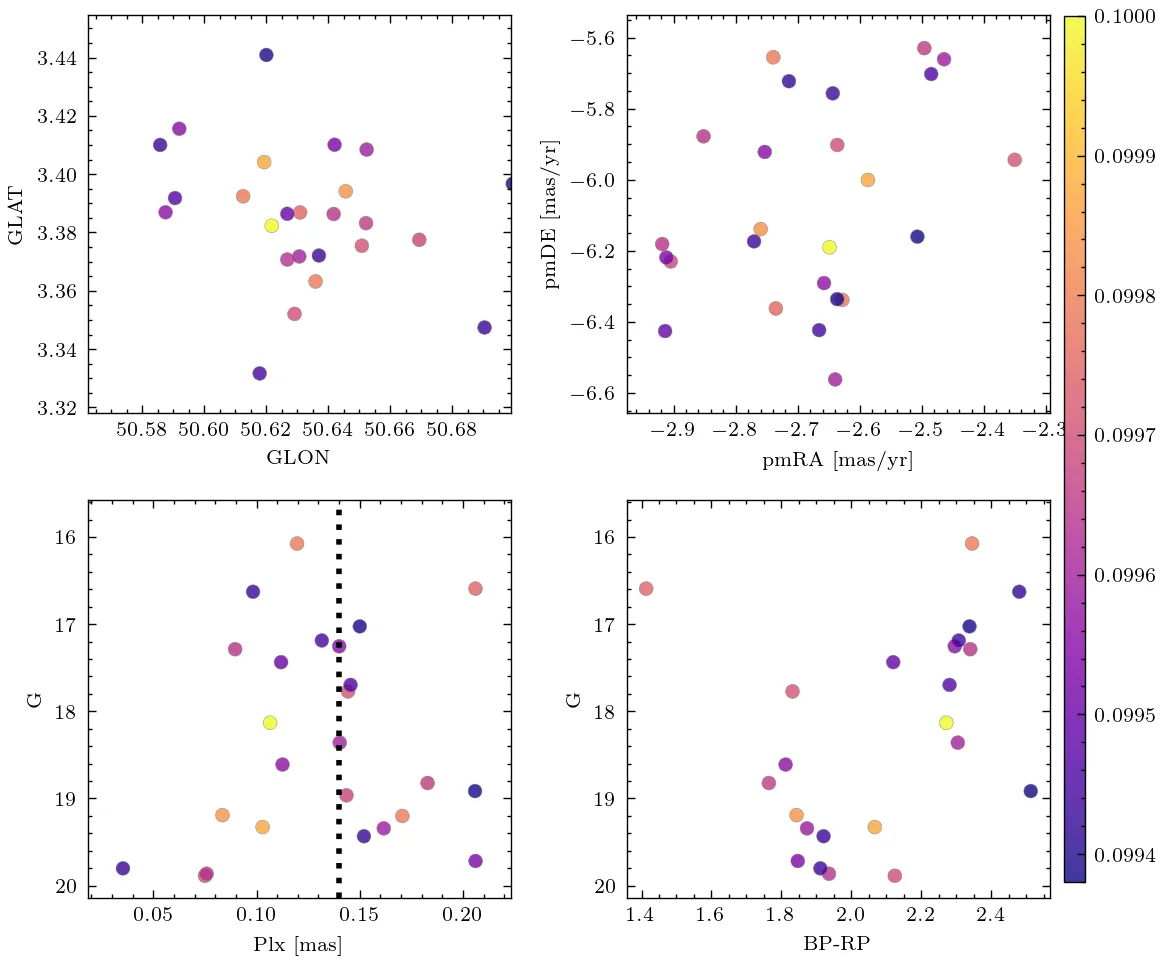 3.44
3.42
3.40
3.38
3.36
3.34
3.32
GLAT
50.58 50.60 50.62 50.64 50.66 50.68
GLON
−5.6
−5.8
−6.0
−6.2
−6.4
−6.6
pmDE [mas/yr]
−2.9 −2.8 −2.7 −2.6 −2.5 −2.4 −2.3
pmRA [mas/yr]
16
17
18
19
20
G
0.05 0.10 0.15 0.20
Plx [mas]
16
17
18
19
20
G
1.4 1.6 1.8 2.0 2.2 2.4
BP-RP
0.1000
0.0999
0.0998
0.0997
0.0996
0.0995
0.0994